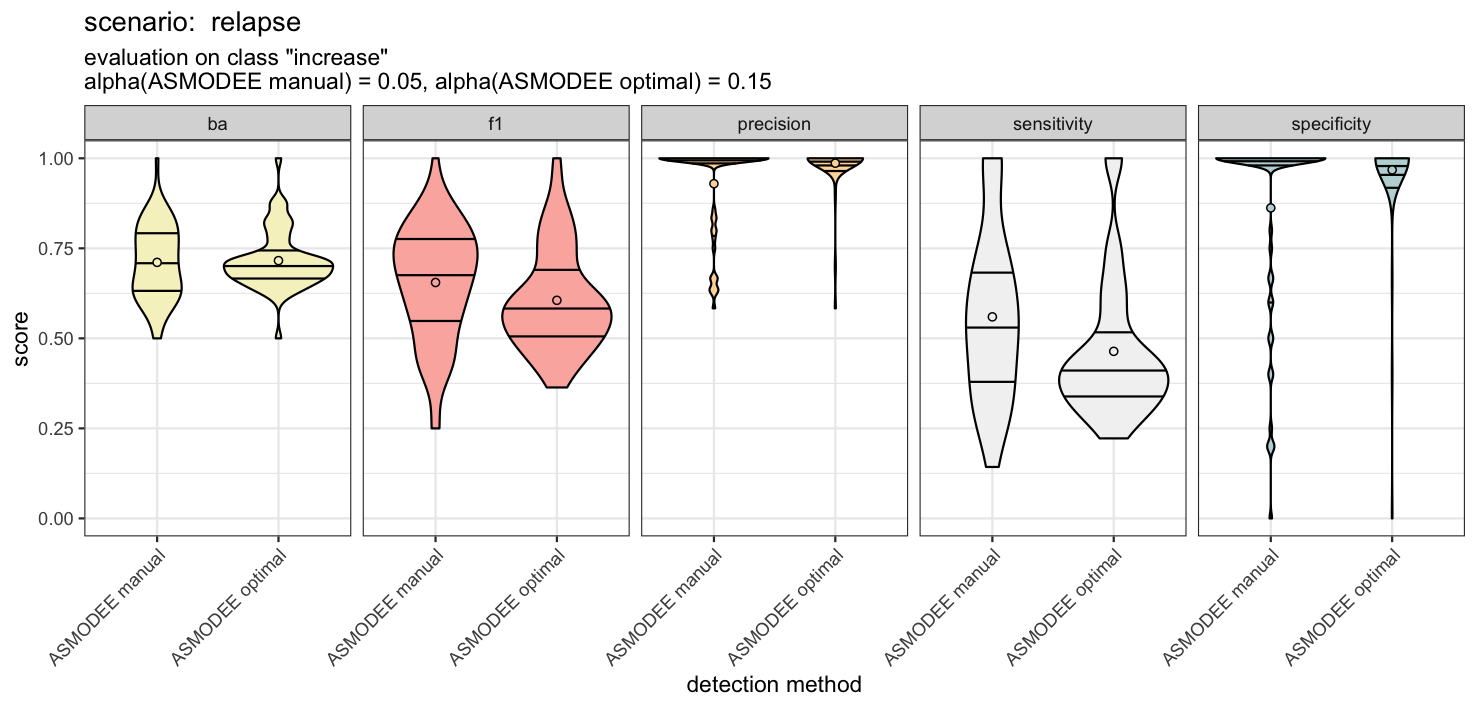 scenario:  relapse
evaluation on class "increase"
alpha(ASMODEE manual) = 0.05, alpha(ASMODEE optimal) = 0.15
ba
f1
precision
sensitivity
specificity
score
1.00
0.75
0.50
0.25
0.00
ASMODEE manual
ASMODEE optimal
ASMODEE manual
ASMODEE optimal
ASMODEE manual
ASMODEE optimal
ASMODEE manual
ASMODEE optimal
ASMODEE manual
ASMODEE optimal
detection method